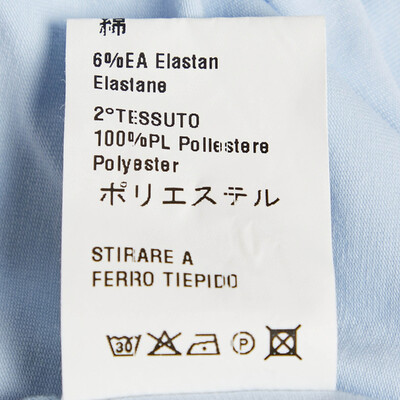 綿
6%EA Elastan
Elastane
2°TESSUTO
100%PL Poliestere
Polyester
ポリエステル
STIRARE A
FERRO TIEPIDO
30 P